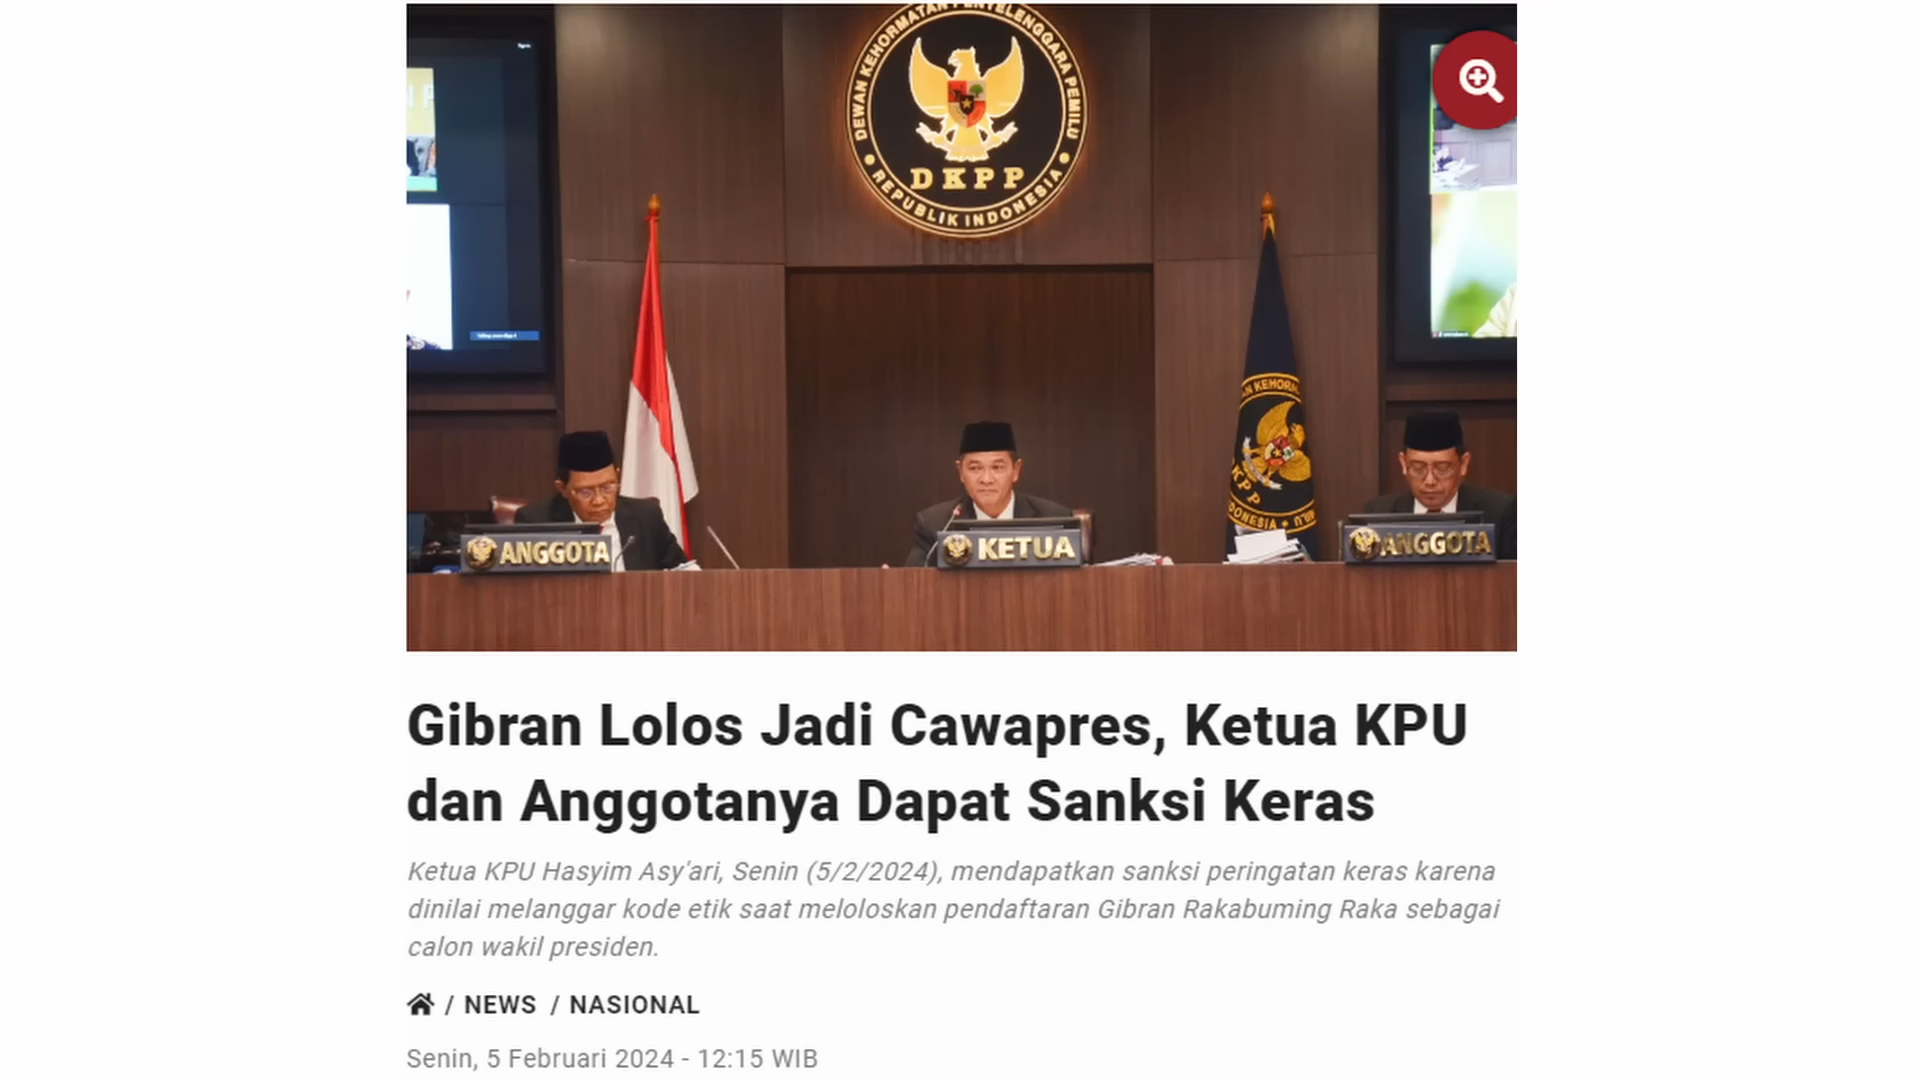 DEWAN KEHORMATAN PENYELENGGARA PEMILU
DKPP
REPUBLIK INDONESIA
ANGGOTA
KETUA
ANGGOTA
DKPP
Gibran Lolos Jadi Cawapres, Ketua KPU
dan Anggotanya Dapat Sanksi Keras
Ketua KPU Hasyim Asy'ari, Senin (5/2/2024), mendapatkan sanksi peringatan keras karena
dinilai melanggar kode etik saat meloloskan pendaftaran Gibran Rakabuming Raka sebagai
calon wakil presiden.
/ NEWS / NASIONAL
Senin, 5 Februari 2024 - 12:15 WIB